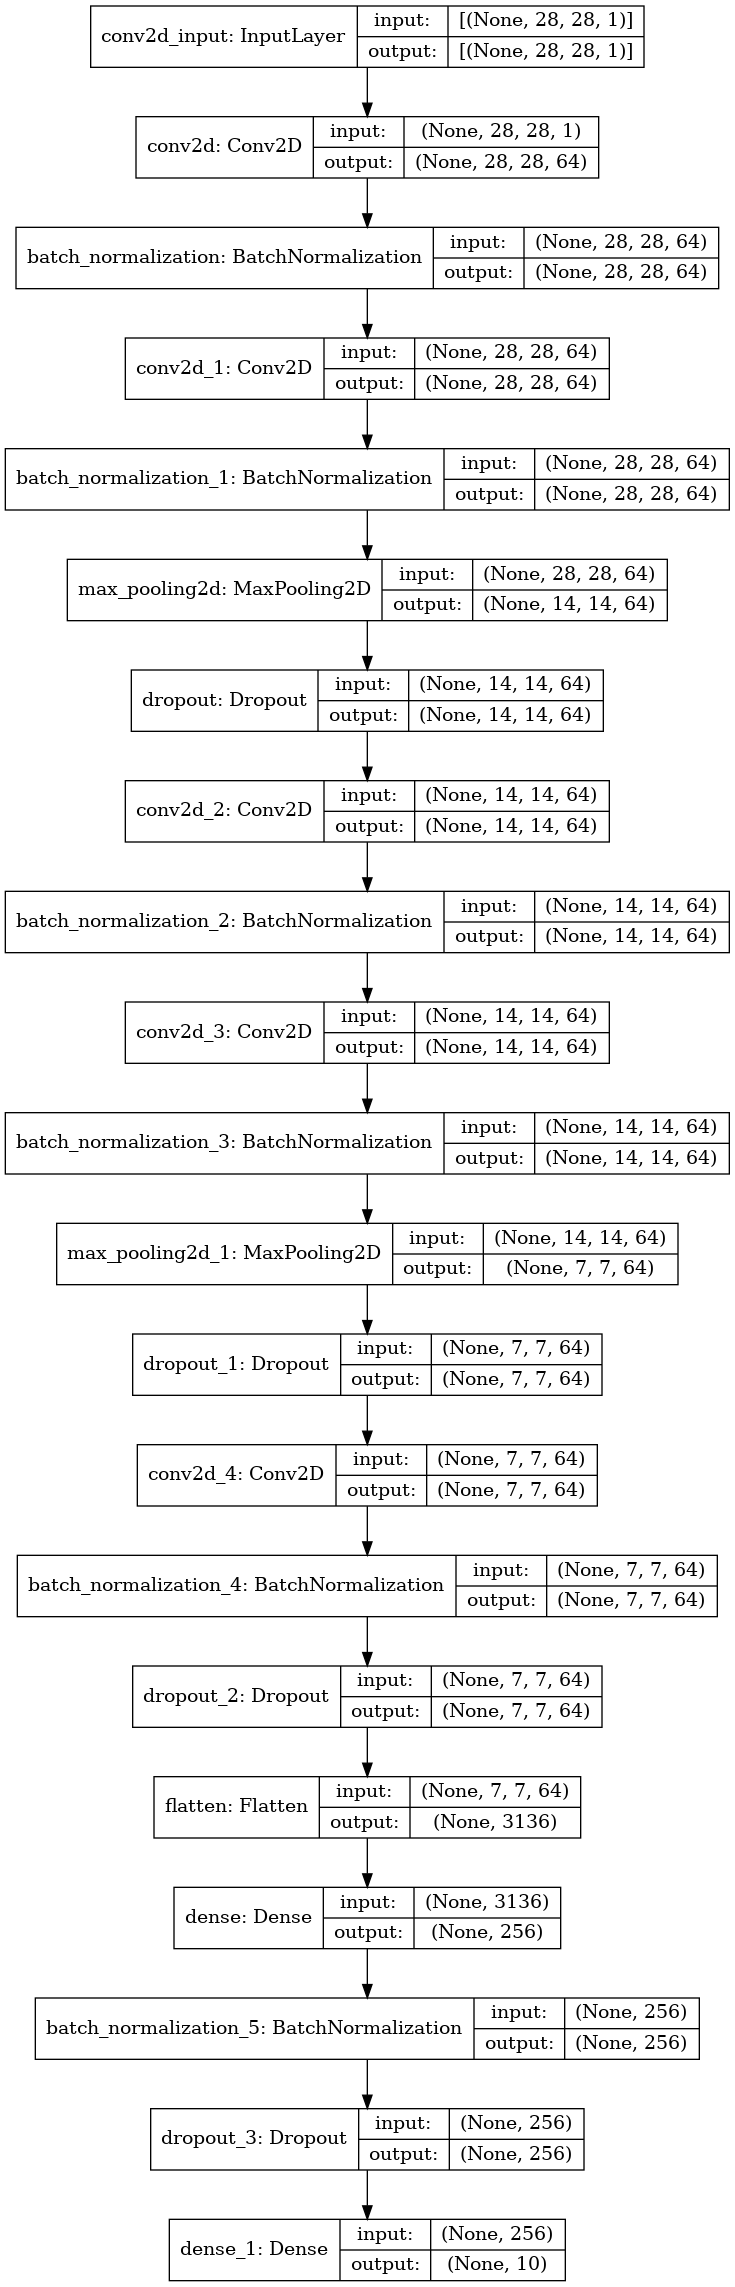 conv2d_input: InputLayer
input: [(None, 28, 28, 1)]
output: [(None, 28, 28, 1)]
conv2d: Conv2D
input: (None, 28, 28, 1)
output: (None, 28, 28, 64)
batch_normalization: BatchNormalization
input: (None, 28, 28, 64)
output: (None, 28, 28, 64)
conv2d_1: Conv2D
input: (None, 28, 28, 64)
output: (None, 28, 28, 64)
batch_normalization_1: BatchNormalization
input: (None, 28, 28, 64)
output: (None, 28, 28, 64)
max_pooling2d: MaxPooling2D
input: (None, 28, 28, 64)
output: (None, 14, 14, 64)
dropout: Dropout
input: (None, 14, 14, 64)
output: (None, 14, 14, 64)
conv2d_2: Conv2D
input: (None, 14, 14, 64)
output: (None, 14, 14, 64)
batch_normalization_2: BatchNormalization
input: (None, 14, 14, 64)
output: (None, 14, 14, 64)
conv2d_3: Conv2D
input: (None, 14, 14, 64)
output: (None, 14, 14, 64)
batch_normalization_3: BatchNormalization
input: (None, 14, 14, 64)
output: (None, 14, 14, 64)
max_pooling2d_1: MaxPooling2D
input: (None, 14, 14, 64)
output: (None, 7, 7, 64)
dropout_1: Dropout
input: (None, 7, 7, 64)
output: (None, 7, 7, 64)
conv2d_4: Conv2D
input: (None, 7, 7, 64)
output: (None, 7, 7, 64)
batch_normalization_4: BatchNormalization
input: (None, 7, 7, 64)
output: (None, 7, 7, 64)
dropout_2: Dropout
input: (None, 7, 7, 64)
output: (None, 7, 7, 64)
flatten: Flatten
input: (None, 7, 7, 64)
output: (None, 3136)
dense: Dense
input: (None, 3136)
output: (None, 256)
batch_normalization_5: BatchNormalization
input: (None, 256)
output: (None, 256)
dropout_3: Dropout
input: (None, 256)
output: (None, 256)
dense_1: Dense
input: (None, 256)
output: (None, 10)